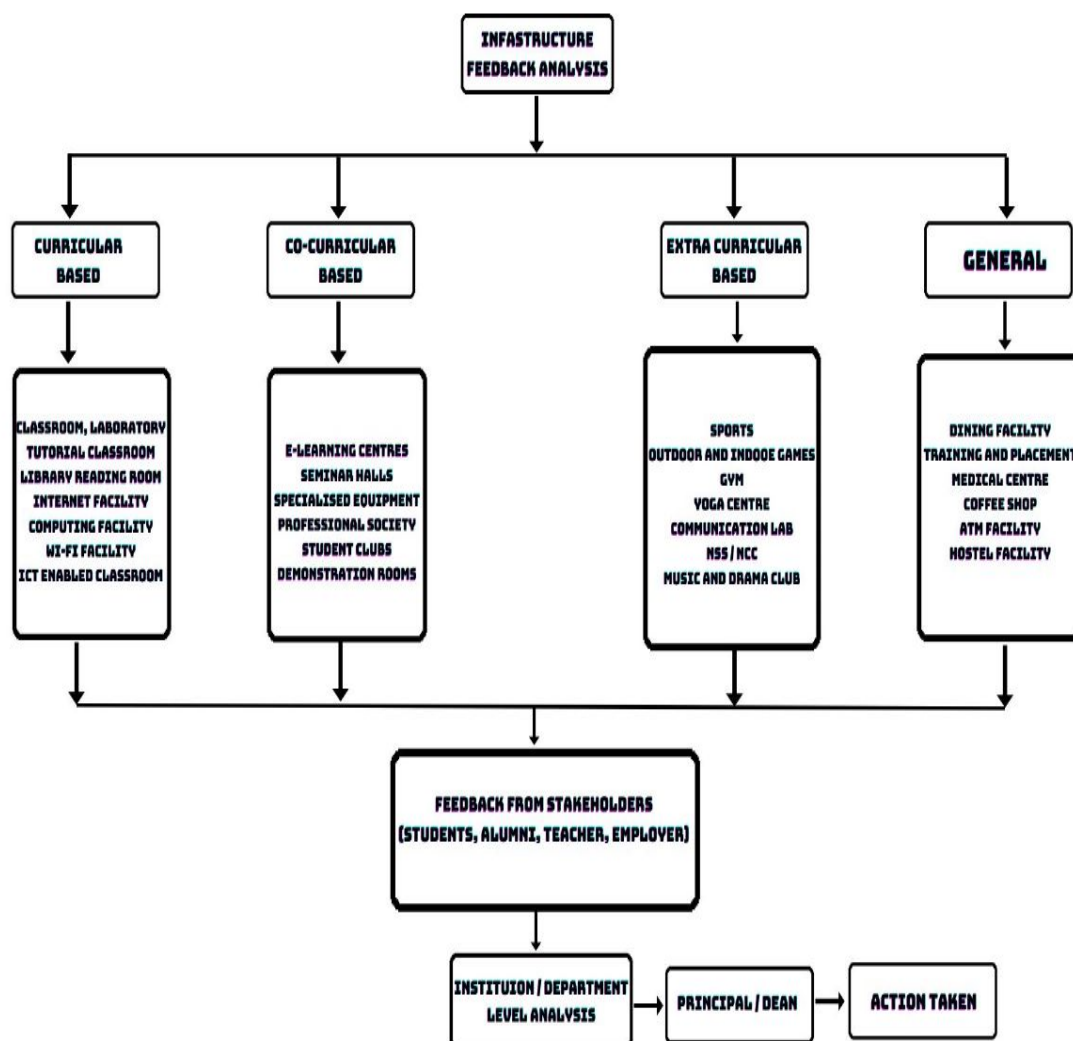 INFASTRUCTURE
FEEDBACK ANALYSIS
CURRICULAR
BASED
CO-CURRICULAR
BASED
EXTRA CURRICULAR
BASED
GENERAL
CLASSROOM, LABORATORY
TUTORIAL CLASSROOM
LIBRARY READING ROOM
INTERNET FACILITY
COMPUTING FACILITY
WI-FI FACILITY
ICT ENABLED CLASSROOM
E-LEARNING CENTRES
SEMINAR HALLS
SPECIALISED EQUIPMENT
PROFESSIONAL SOCIETY
STUDENT CLUBS
DEMONSTRATION ROOMS
SPORTS
OUTDOOR AND INDOOE GAMES
GYM
YOGA CENTRE
COMMUNICATION LAB
NSS / NCC
MUSIC AND DRAMA CLUB
DINING FACILITY
TRAINING AND PLACEMENT
MEDICAL CENTRE
COFFEE SHOP
ATM FACILITY
HOSTEL FACILITY
FEEDBACK FROM STAKEHOLDERS
(STUDENTS, ALUMNI, TEACHER, EMPLOYER)
INSTITUION / DEPARTMENT
LEVEL ANALYSIS
PRINCIPAL / DEAN
ACTION TAKEN